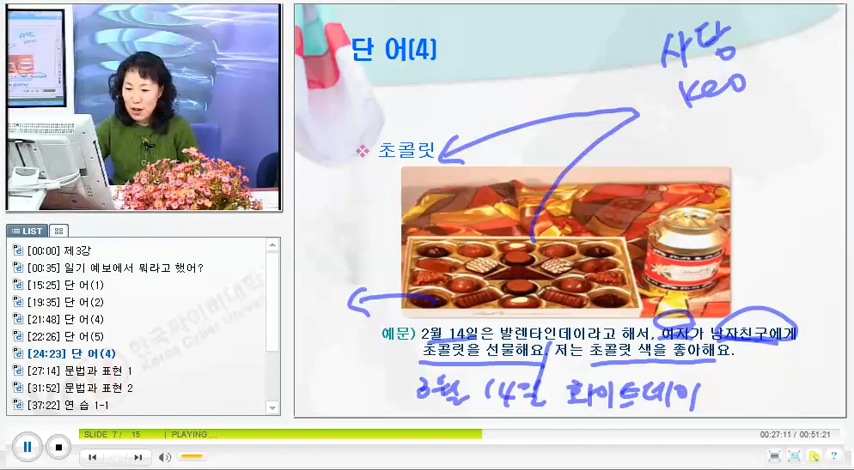 단 어(4)
사탕
Keo
❖ 초콜릿
예문) 2월 14일은 발렌타인데이라고 해서, 여자가 남자친구에게
초콜릿을 선물해요. 저는 초콜릿 색을 좋아해요.
3월 14일 화이트데이
LIST
[00:00] 제3강
[00:35] 일기 예보에서 뭐라고 했어?
[15:25] 단 어(1)
[19:35] 단 어(2)
[21:48] 단 어(4)
[22:26] 단 어(5)
[24:23] 단 어(4)
[27:14] 문법과 표현 1
[31:52] 문법과 표현 2
[37:22] 연 습 1-1
한국싸이버대학
SLIDE 7 / 15 | PLAYING ...
00:27:11 / 00:51:21